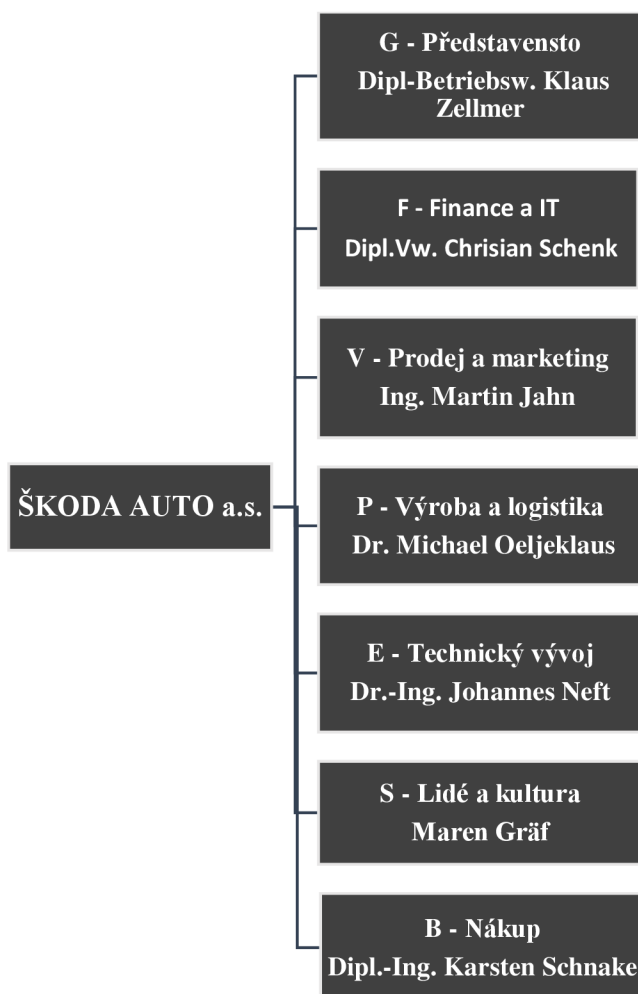 G - Představensto
Dipl-Betriebsw. Klaus
Zellmer
F - Finance a IT
Dipl.Vw. Chrisian Schenk
V - Prodej a marketing
Ing. Martin Jahn
ŠKODA AUTO a.s.
P - Výroba a logistika
Dr. Michael Oeljeklaus
E - Technický vývoj
Dr.-Ing. Johannes Neft
S - Lidé a kultura
Maren Gräf
B - Nákup
Dipl.-Ing. Karsten Schnake